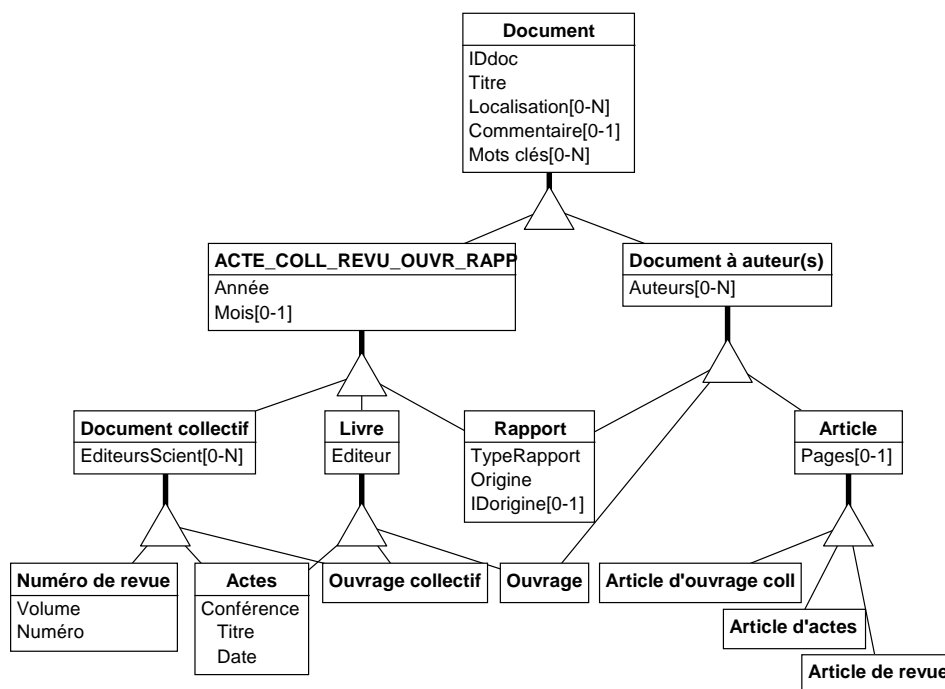 Document
IDdoc
Titre
Localisation[0-N]
Commentaire[0-1]
Mots clés[0-N]
ACTE_COLL_REVU_OUVR_RAPP
Année
Mois[0-1]
Document à auteur(s)
Auteurs[0-N]
Document collectif
EditeursScient[0-N]
Livre
Editeur
Rapport
TypeRapport
Origine
IDorigine[0-1]
Article
Pages[0-1]
Numéro de revue
Volume
Numéro
Actes
Conférence
Titre
Date
Ouvrage collectif
Ouvrage
Article d'ouvrage coll
Article d'actes
Article de revue